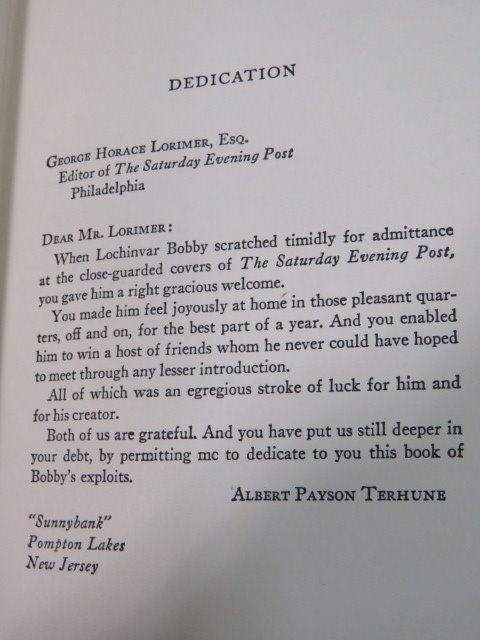 DEDICATION
GEORGE HORACE LORIMER, ESQ.
Editor of The Saturday Evening Post
Philadelphia
DEAR MR. LORIMER:
When Lochinvar Bobby scratched timidly for admittance
at the close-guarded covers of The Saturday Evening Post,
you gave him a right gracious welcome.
You made him feel joyously at home in those pleasant quar-
ters, off and on, for the best part of a year. And you enabled
him to win a host of friends whom he never could have hoped
to meet through any lesser introduction.
All of which was an egregious stroke of luck for him and
for his creator.
Both of us are grateful. And you have put us still deeper in
your debt, by permitting me to dedicate to you this book of
Bobby's exploits.
ALBERT PAYSON TERHUNE
"Sunnybank"
Pompton Lakes
New Jersey